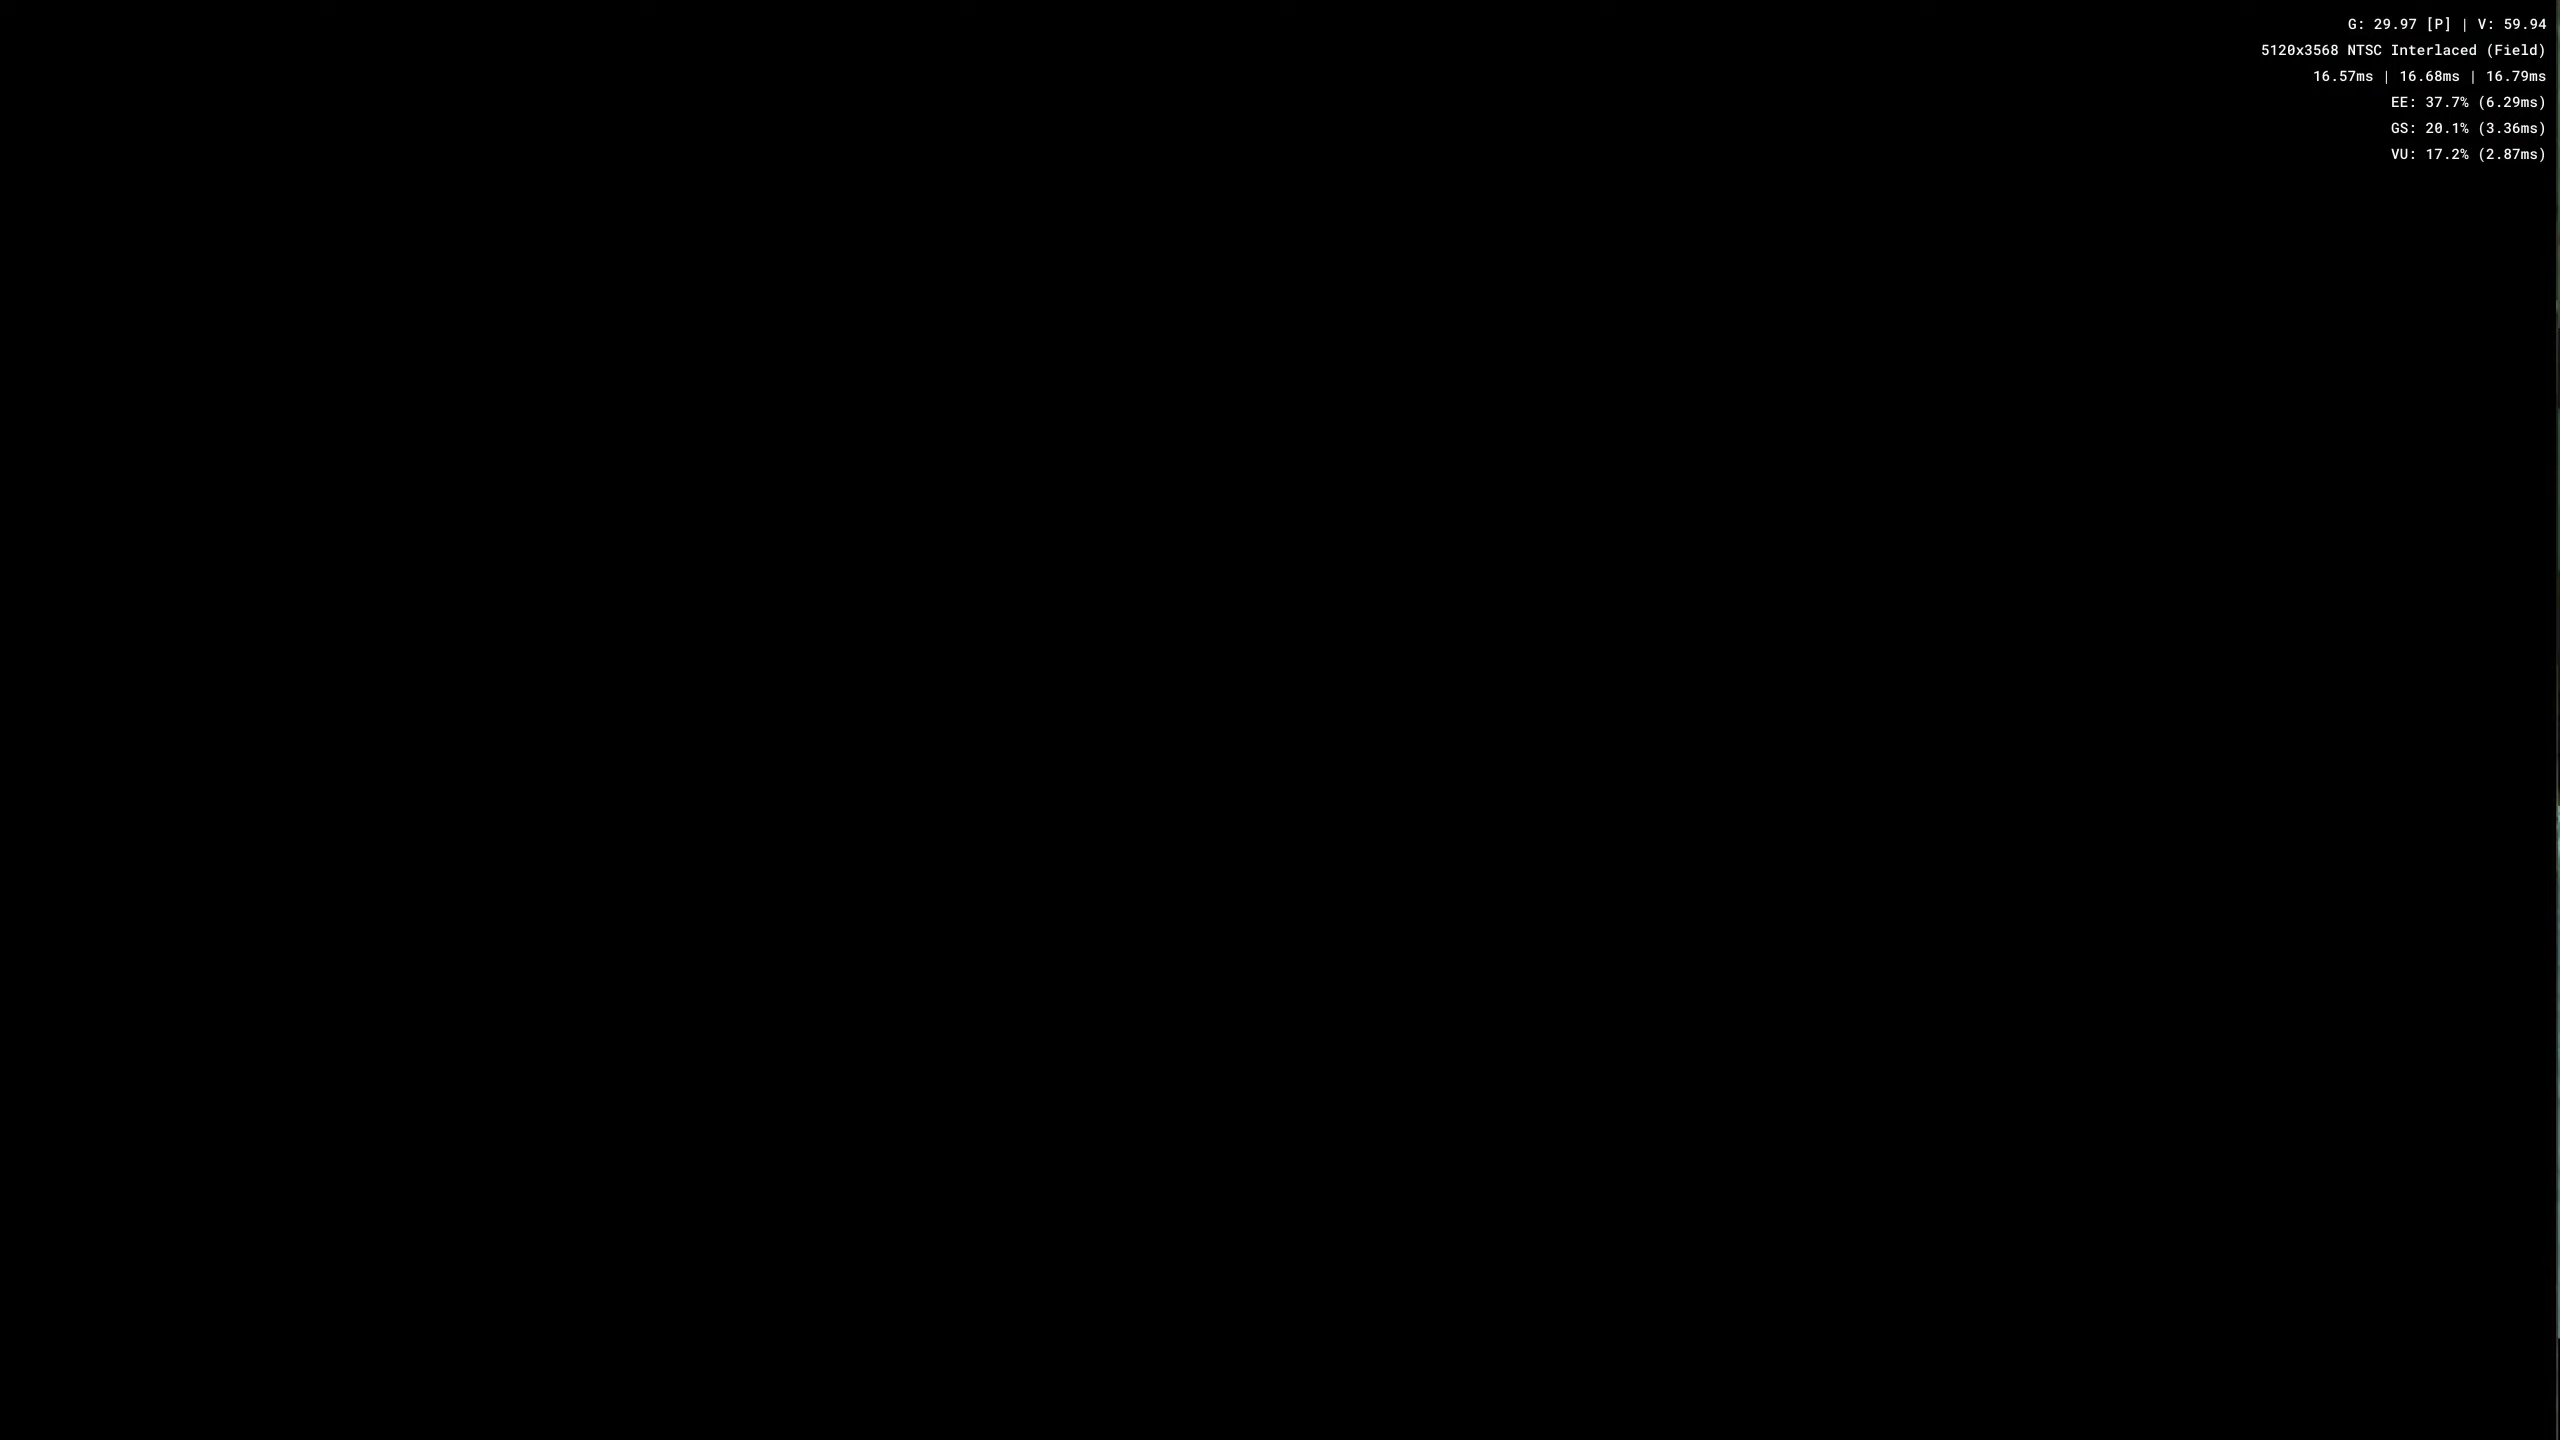 G: 29.97 [P] | V: 59.94
5120x3568 NTSC Interlaced (Field)
16.57ms | 16.68ms | 16.79ms
EE: 37.7% (6.29ms)
GS: 20.1% (3.36ms)
VU: 17.2% (2.87ms)